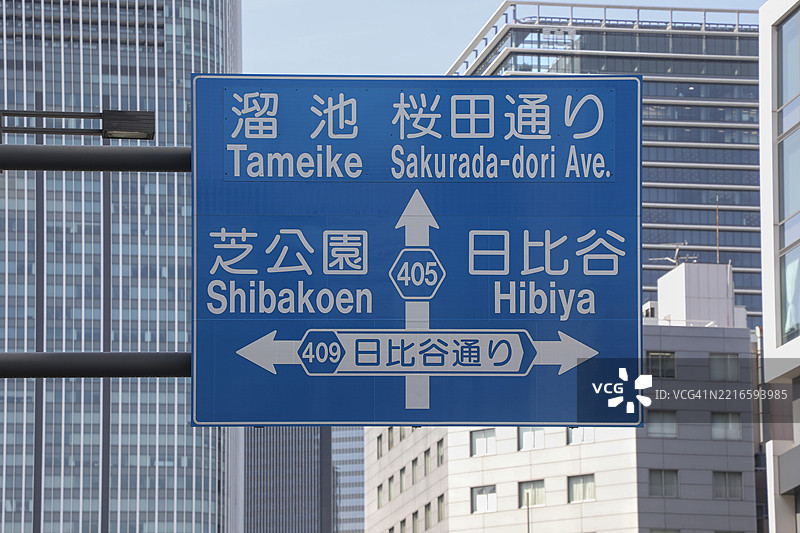 溜池 桜田通り
Tameike Sakurada-dori Ave.
芝公園 405 日比谷
Shibakoen Hibiya
409 日比谷通り
VCG ID: VCG41N2216593985